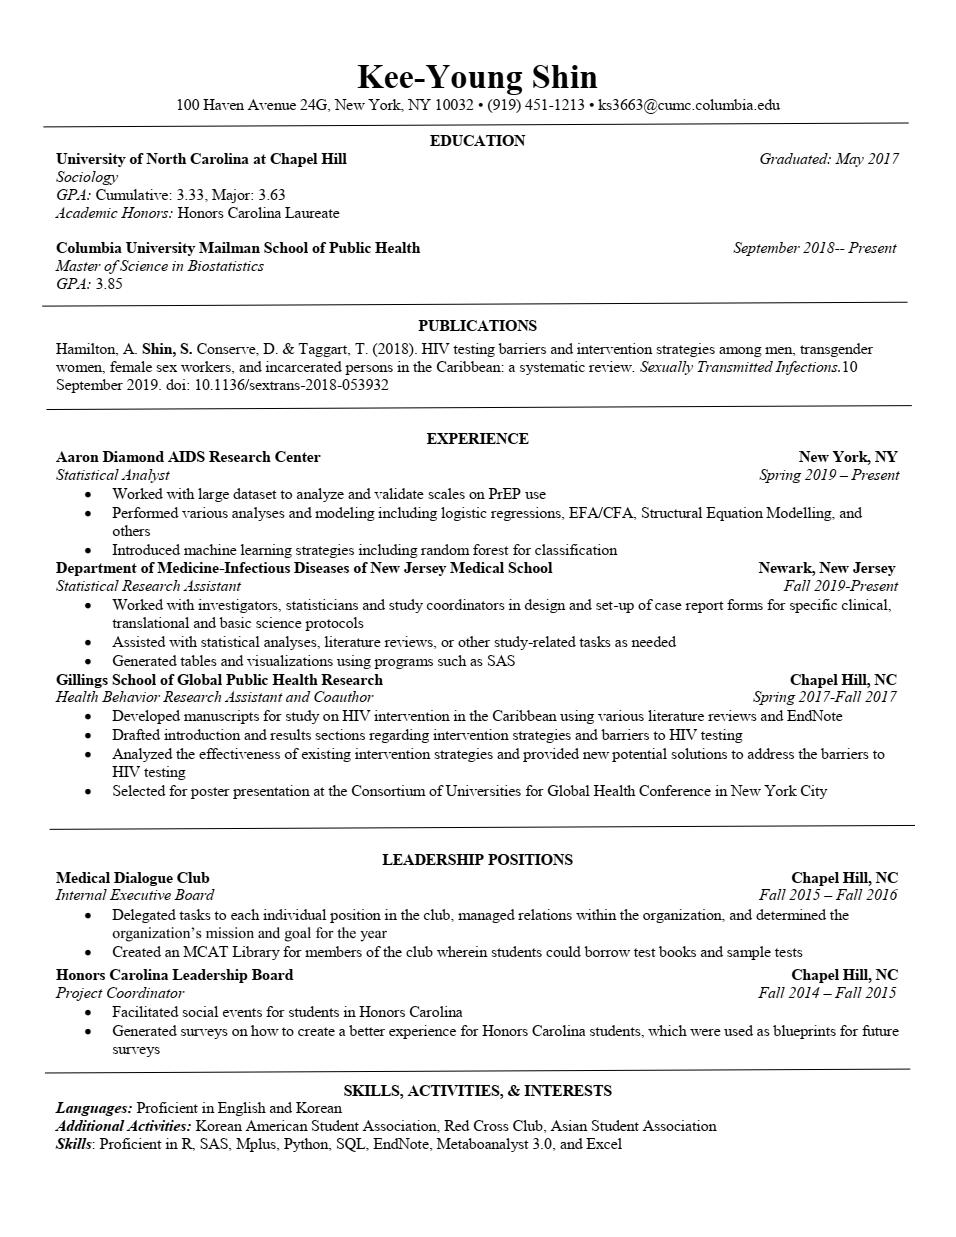 Kee-Young Shin
100 Haven Avenue 24G, New York, NY 10032 • (919) 451-1213 • ks3663@cumc.columbia.edu
EDUCATION
University of North Carolina at Chapel Hill Graduated: May 2017
Sociology
GPA: Cumulative: 3.33, Major: 3.63
Academic Honors: Honors Carolina Laureate
Columbia University Mailman School of Public Health September 2018-- Present
Master of Science in Biostatistics
GPA: 3.85
PUBLICATIONS
Hamilton, A. Shin, S. Conserve, D. & Taggart, T. (2018). HIV testing barriers and intervention strategies among men, transgender
women, female sex workers, and incarcerated persons in the Caribbean: a systematic review. Sexually Transmitted Infections.10
September 2019. doi: 10.1136/sextrans-2018-053932
EXPERIENCE
Aaron Diamond AIDS Research Center New York, NY
Statistical Analyst Spring 2019 – Present
• Worked with large dataset to analyze and validate scales on PrEP use
• Performed various analyses and modeling including logistic regressions, EFA/CFA, Structural Equation Modelling, and
others
• Introduced machine learning strategies including random forest for classification
Department of Medicine-Infectious Diseases of New Jersey Medical School Newark, New Jersey
Statistical Research Assistant Fall 2019-Present
• Worked with investigators, statisticians and study coordinators in design and set-up of case report forms for specific clinical,
translational and basic science protocols
• Assisted with statistical analyses, literature reviews, or other study-related tasks as needed
• Generated tables and visualizations using programs such as SAS
Gillings School of Global Public Health Research Chapel Hill, NC
Health Behavior Research Assistant and Coauthor Spring 2017-Fall 2017
• Developed manuscripts for study on HIV intervention in the Caribbean using various literature reviews and EndNote
• Drafted introduction and results sections regarding intervention strategies and barriers to HIV testing
• Analyzed the effectiveness of existing intervention strategies and provided new potential solutions to address the barriers to
HIV testing
• Selected for poster presentation at the Consortium of Universities for Global Health Conference in New York City
LEADERSHIP POSITIONS
Medical Dialogue Club Chapel Hill, NC
Internal Executive Board Fall 2015 – Fall 2016
• Delegated tasks to each individual position in the club, managed relations within the organization, and determined the
organization's mission and goal for the year
• Created an MCAT Library for members of the club wherein students could borrow test books and sample tests
Honors Carolina Leadership Board Chapel Hill, NC
Project Coordinator Fall 2014 – Fall 2015
• Facilitated social events for students in Honors Carolina
• Generated surveys on how to create a better experience for Honors Carolina students, which were used as blueprints for future
surveys
SKILLS, ACTIVITIES, & INTERESTS
Languages: Proficient in English and Korean
Additional Activities: Korean American Student Association, Red Cross Club, Asian Student Association
Skills: Proficient in R, SAS, Mplus, Python, SQL, EndNote, Metaboanalyst 3.0, and Excel